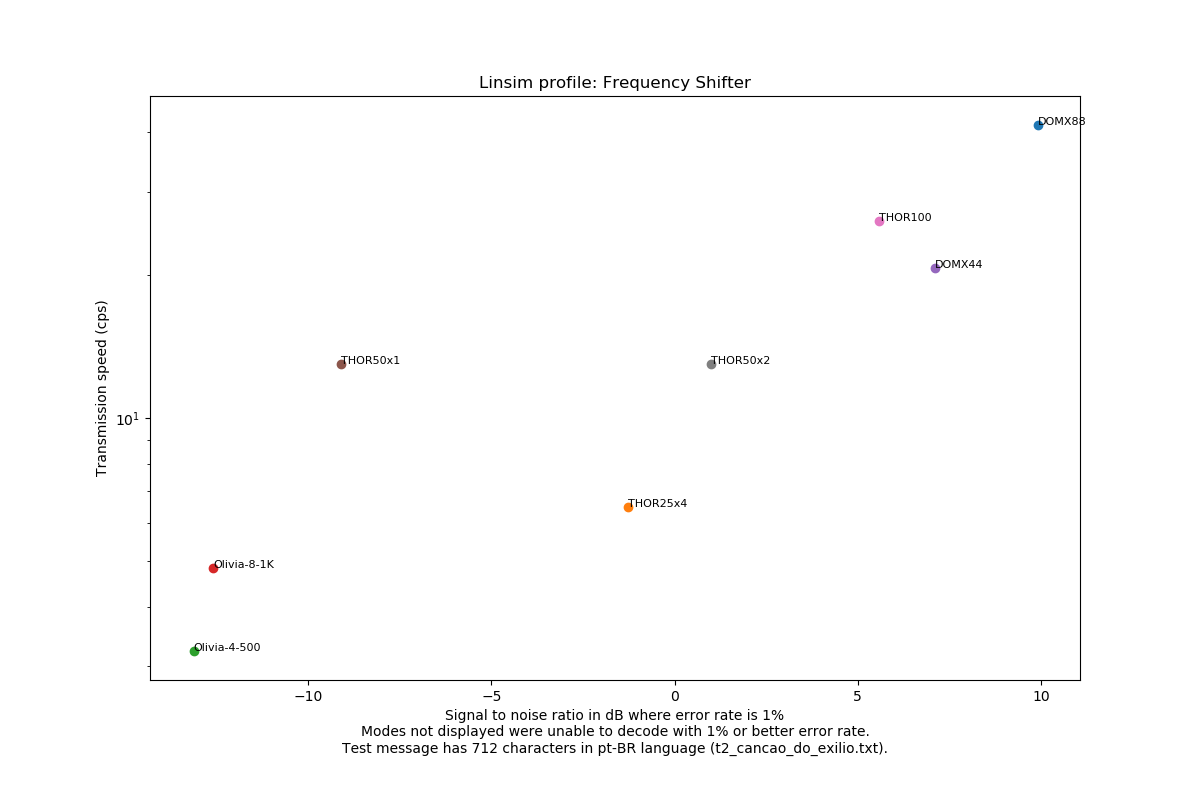 Linsim profile: Frequency Shifter
DOMX88
THOR100
DOMX44
THOR50x1
THOR50x2
THOR25x4
Olivia-8-1K
Olivia-4-500
Transmission speed (cps)
10¹
−10
−5
0
5
10
Signal to noise ratio in dB where error rate is 1%
Modes not displayed were unable to decode with 1% or better error rate.
Test message has 712 characters in pt-BR language (t2_cancao_do_exilio.txt).